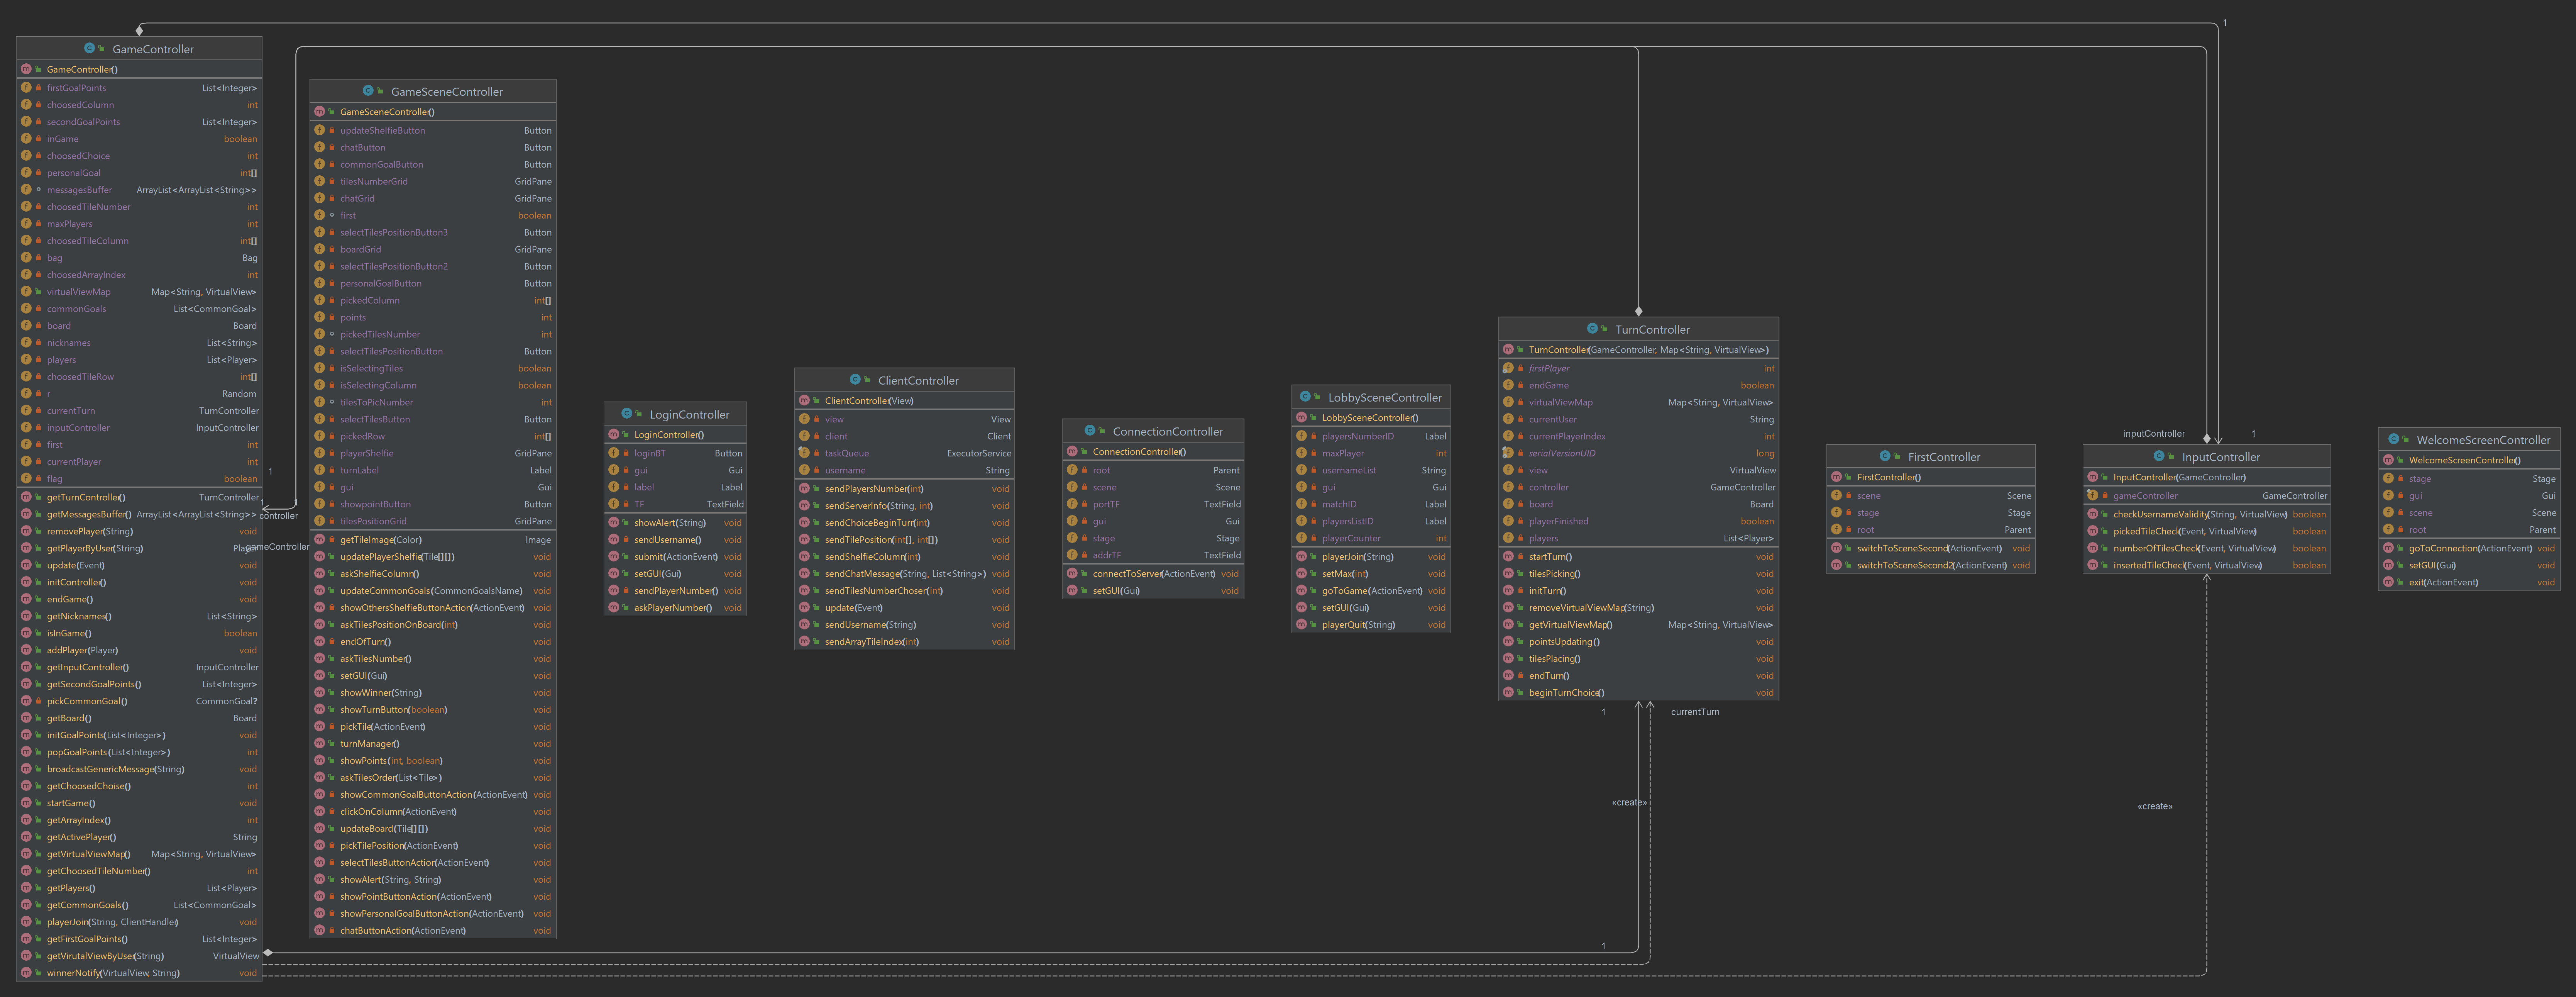 1
GameController
GameController()
firstGoalPoints List<Integer>
choosedColumn int
secondGoalPoints List<Integer>
inGame boolean
choosedChoice int
personalGoal int[]
messagesBuffer ArrayList<ArrayList<String>>
choosedTileNumber int
maxPlayers int
choosedTileColumn int[]
bag Bag
choosedArrayIndex int
virtualViewMap Map<String, VirtualView>
commonGoals List<CommonGoal>
board Board
nicknames List<String>
players List<Player>
choosedTileRow int[]
r Random
currentTurn TurnController
inputController InputController
first int
currentPlayer int
flag boolean
getTurnController() TurnController
getMessagesBuffer() ArrayList<ArrayList<String>>
removePlayer(String) void
getPlayerByUser(String) Player
update(Event) void
initController() void
endGame() void
getNicknames() List<String>
isInGame() boolean
addPlayer(Player) void
getInputController() InputController
getSecondGoalPoints() List<Integer>
pickCommonGoal() CommonGoal?
getBoard() Board
initGoalPoints(List<Integer>) void
popGoalPoints(List<Integer>) int
broadcastGenericMessage(String) void
getChoosedChoise() int
startGame() void
getArrayIndex() int
getActivePlayer() String
getVirtualViewMap() Map<String, VirtualView>
getChoosedTileNumber() int
getPlayers() List<Player>
getCommonGoals() List<CommonGoal>
playerJoin(String, ClientHandler) void
getFirstGoalPoints() List<Integer>
getVirutalViewByUser(String) VirtualView
winnerNotify(VirtualView, String) void
1
1
1
controller
gameController
GameSceneController
GameSceneController()
updateShelfieButton Button
chatButton Button
commonGoalButton Button
tilesNumberGrid GridPane
chatGrid GridPane
first boolean
selectTilesPositionButton3 Button
boardGrid GridPane
selectTilesPositionButton2 Button
personalGoalButton Button
pickedColumn int[]
points int
pickedTilesNumber int
selectTilesPositionButton Button
isSelectingTiles boolean
isSelectingColumn boolean
tilesToPicNumber int
selectTilesButton Button
pickedRow int[]
playerShelfie GridPane
turnLabel Label
gui Gui
showpointButton Button
tilesPositionGrid GridPane
getTileImage(Color) Image
updatePlayerShelfie(Tile[][]) void
askShelfieColumn() void
updateCommonGoals(CommonGoalsName) void
showOthersShelfieButtonAction(ActionEvent) void
askTilesPositionOnBoard(int) void
endOfTurn() void
askTilesNumber() void
setGUI(Gui) void
showWinner(String) void
showTurnButton(boolean) void
pickTile(ActionEvent) void
turnManager() void
showPoints(int, boolean) void
askTilesOrder(List<Tile>) void
showCommonGoalButtonAction(ActionEvent) void
clickOnColumn(ActionEvent) void
updateBoard(Tile[][]) void
pickTilePosition(ActionEvent) void
selectTilesButtonAction(ActionEvent) void
showAlert(String, String) void
showPointButtonAction(ActionEvent) void
showPersonalGoalButtonAction(ActionEvent) void
chatButtonAction(ActionEvent) void
LoginController
LoginController()
loginBT Button
gui Gui
label Label
TF TextField
showAlert(String) void
sendUsername() void
submit(ActionEvent) void
setGUI(Gui) void
sendPlayerNumber() void
askPlayerNumber() void
ClientController
ClientController(View)
view View
client Client
taskQueue ExecutorService
username String
sendPlayersNumber(int) void
sendServerInfo(String, int) void
sendChoiceBeginTurn(int) void
sendTilePosition(int[], int[]) void
sendShelfieColumn(int) void
sendChatMessage(String, List<String>) void
sendTilesNumberChoser(int) void
update(Event) void
sendUsername(String) void
sendArrayTileIndex(int) void
ConnectionController
ConnectionController()
root Parent
scene Scene
portTF TextField
gui Gui
stage Stage
addrTF TextField
connectToServer(ActionEvent) void
setGUI(Gui) void
LobbySceneController
LobbySceneController()
playersNumberID Label
maxPlayer int
usernameList String
gui Gui
matchID Label
playersListID Label
playerCounter int
playerJoin(String) void
setMax(int) void
goToGame(ActionEvent) void
setGUI(Gui) void
playerQuit(String) void
TurnController
TurnController(GameController, Map<String, VirtualView>)
firstPlayer int
endGame boolean
virtualViewMap Map<String, VirtualView>
currentUser String
currentPlayerIndex int
serialVersionUID long
view VirtualView
controller GameController
board Board
playerFinished boolean
players List<Player>
startTurn() void
tilesPicking() void
initTurn() void
removeVirtualViewMap(String) void
getVirtualViewMap() Map<String, VirtualView>
pointsUpdating() void
tilesPlacing() void
endTurn() void
beginTurnChoice() void
1
currentTurn
«create»
1
FirstController
FirstController()
scene Scene
stage Stage
root Parent
switchToSceneSecond(ActionEvent) void
switchToSceneSecond2(ActionEvent) void
inputController
1
InputController
InputController(GameController)
gameController GameController
checkUsernameValidity(String, VirtualView) boolean
pickedTileCheck(Event, VirtualView) boolean
numberOfTilesCheck(Event, VirtualView) boolean
insertedTileCheck(Event, VirtualView) boolean
«create»
WelcomeScreenController
WelcomeScreenController()
stage Stage
gui Gui
scene Scene
root Parent
goToConnection(ActionEvent) void
setGUI(Gui) void
exit(ActionEvent) void